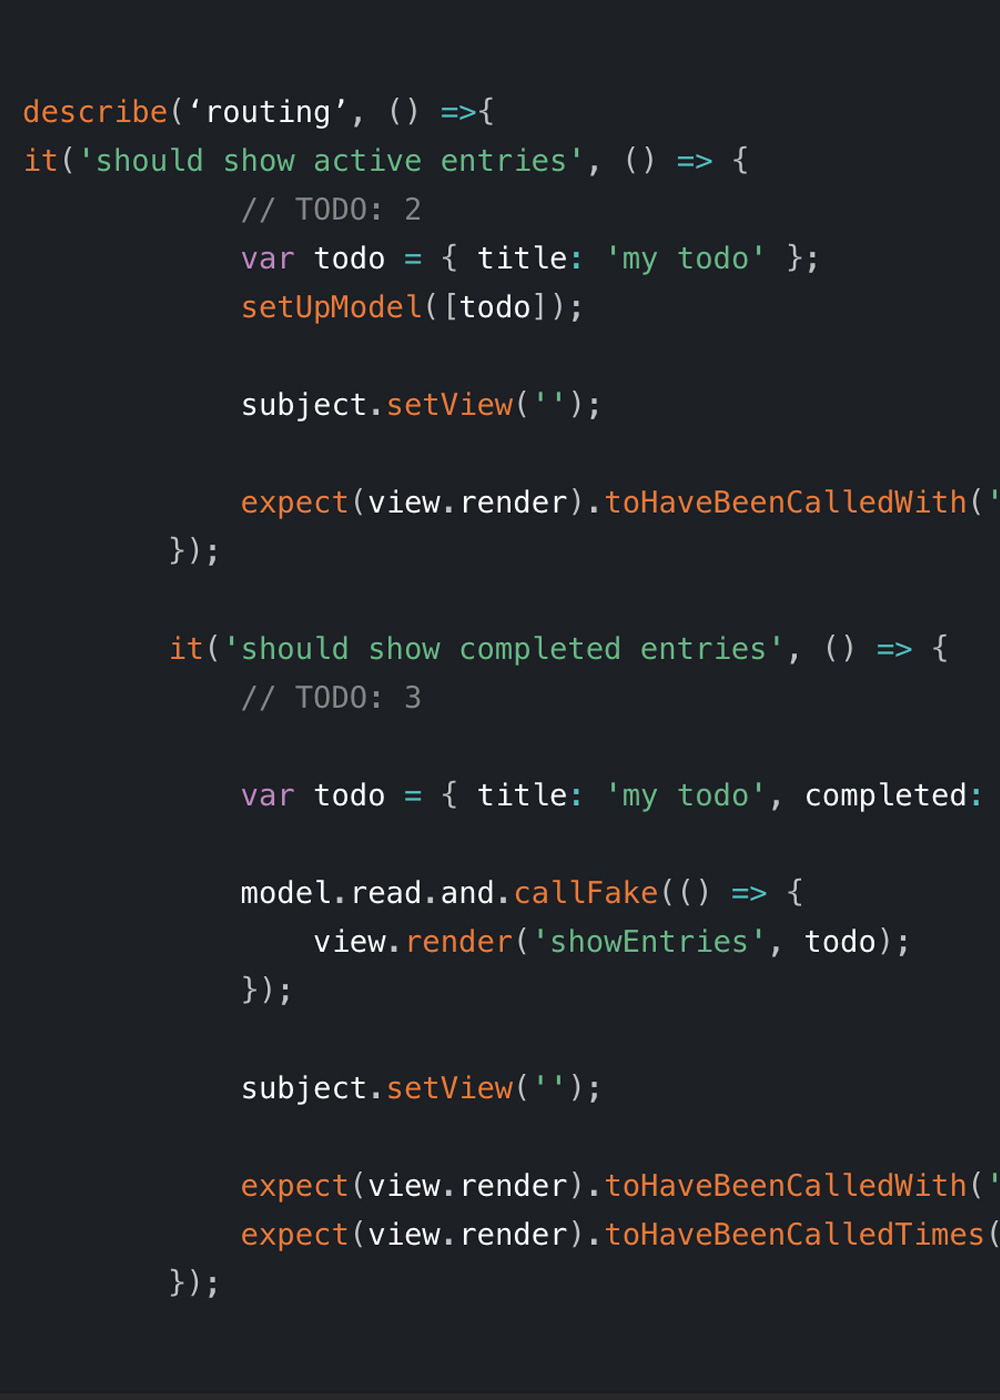 describe(‘routing’, () =>{
it('should show active entries', () => {
// TODO: 2
var todo = { title: 'my todo' };
setUpModel([todo]);
subject.setView('');
expect(view.render).toHaveBeenCalledWith('
});
it('should show completed entries', () => {
// TODO: 3
var todo = { title: 'my todo', completed:
model.read.and.callFake(() => {
view.render('showEntries', todo);
});
subject.setView('');
expect(view.render).toHaveBeenCalledWith('
expect(view.render).toHaveBeenCalledTimes(
});